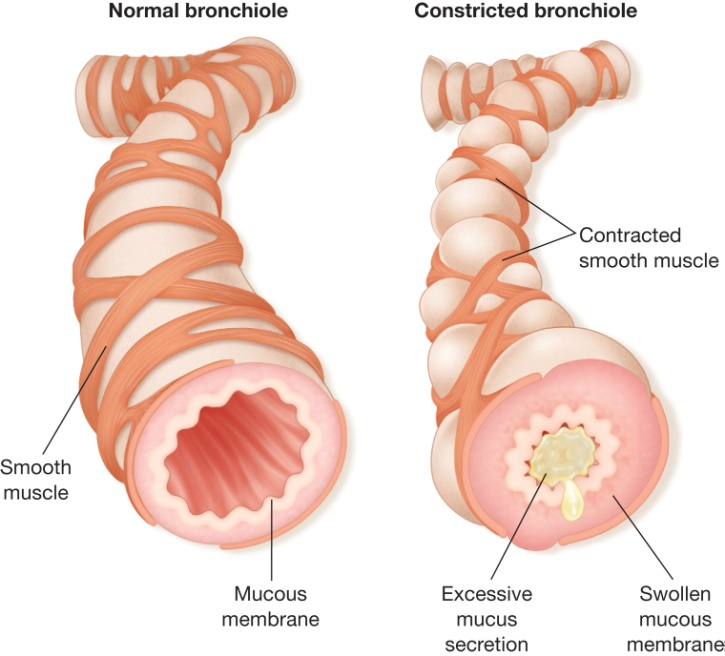 Normal bronchiole
Constricted bronchiole
Contracted
smooth muscle
Smooth
muscle
Mucous
membrane
Excessive
mucus
secretion
Swollen
mucous
membrane